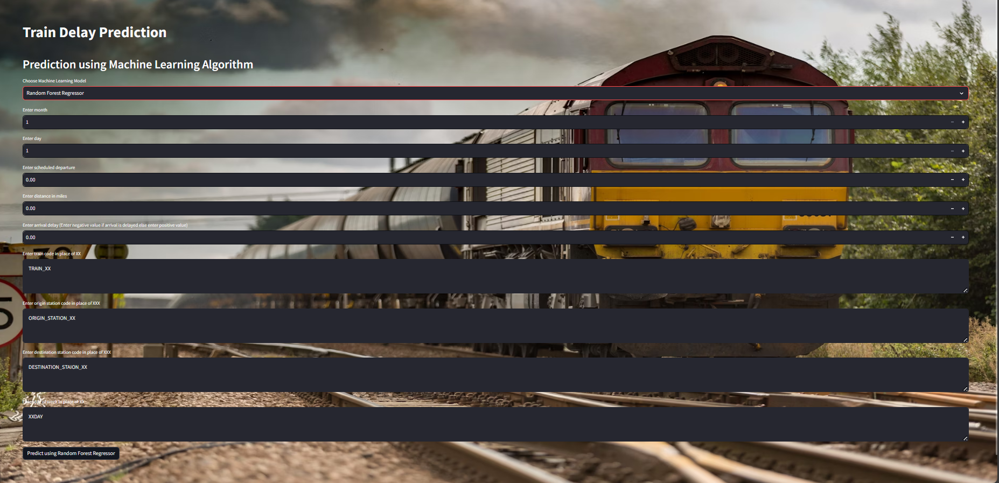 Train Delay Prediction
Prediction using Machine Learning Algorithm
Choose Machine Learning Model
Random Forest Regressor
Enter month
1
Enter day
1
Enter scheduled departure
0.00
Enter distance in miles
0.00
Enter arrival delay (Enter negative value if arrival is delayed else enter positive value)
0.00
Enter train code in place of XX
TRAIN_XX
Enter origin station code in place of XXX
ORIGIN_STATION_XX
Enter destination station code in place of XXX
DESTINATION_STAION_XX
Enter day of week in place of XX
XXDAY
Predict using Random Forest Regressor